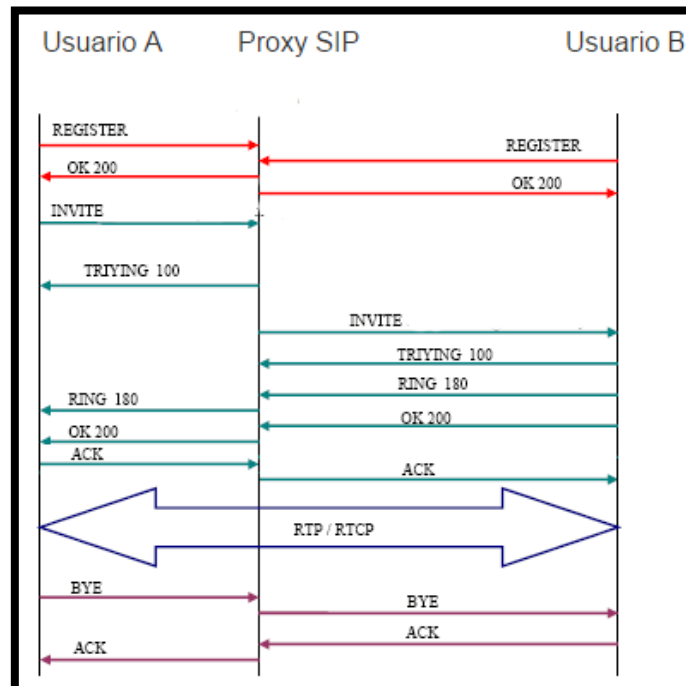 Usuario A Proxy SIP Usuario B
REGISTER
REGISTER
OK 200
OK 200
INVITE
TRIYING 100
INVITE
TRIYING 100
RING 180
RING 180
OK 200
OK 200
ACK
ACK
RTP / RTCP
BYE
BYE
ACK
ACK